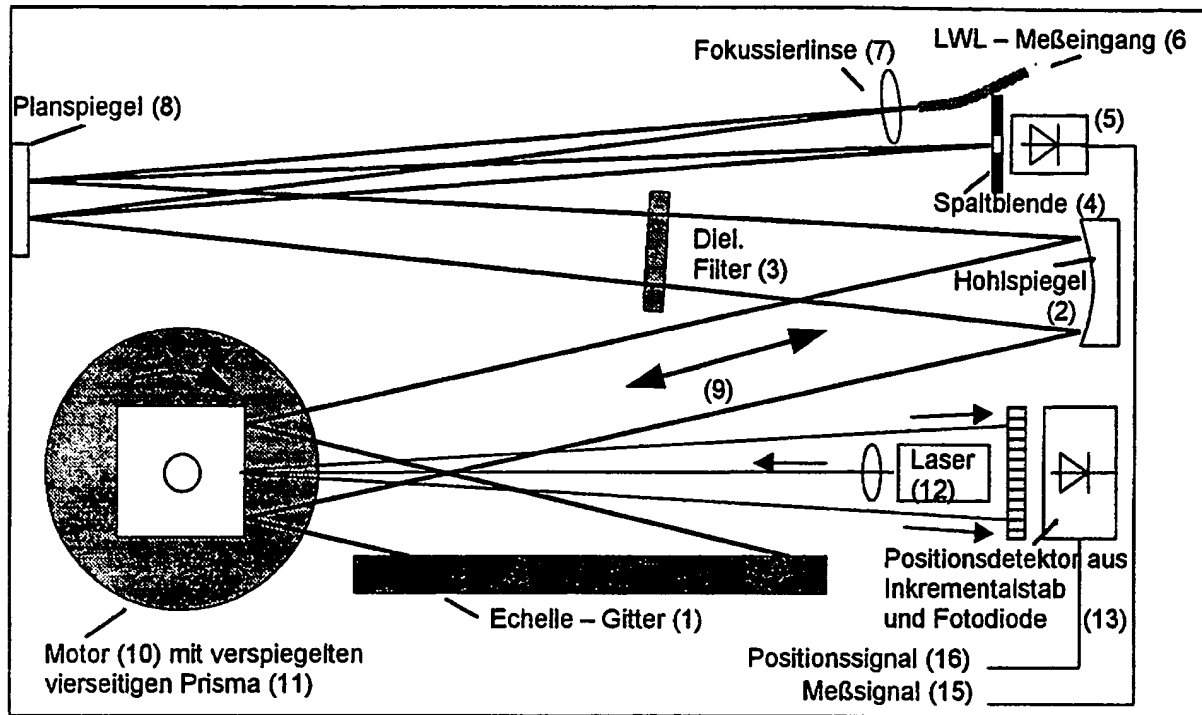 LWL – Meßeingang (6
Fokussierlinse (7)
Planspiegel (8)
(5)
Spaltblende (4)
Diel.
Filter (3)
Hohlspiegel
(2)
(9)
Laser
(12)
Positionsdetektor aus
Inkrementalstab
und Fotodiode
(13)
Echelle – Gitter (1)
Motor (10) mit verspiegelten
vierseitigen Prisma (11)
Positionssignal (16)
Meßsignal (15)